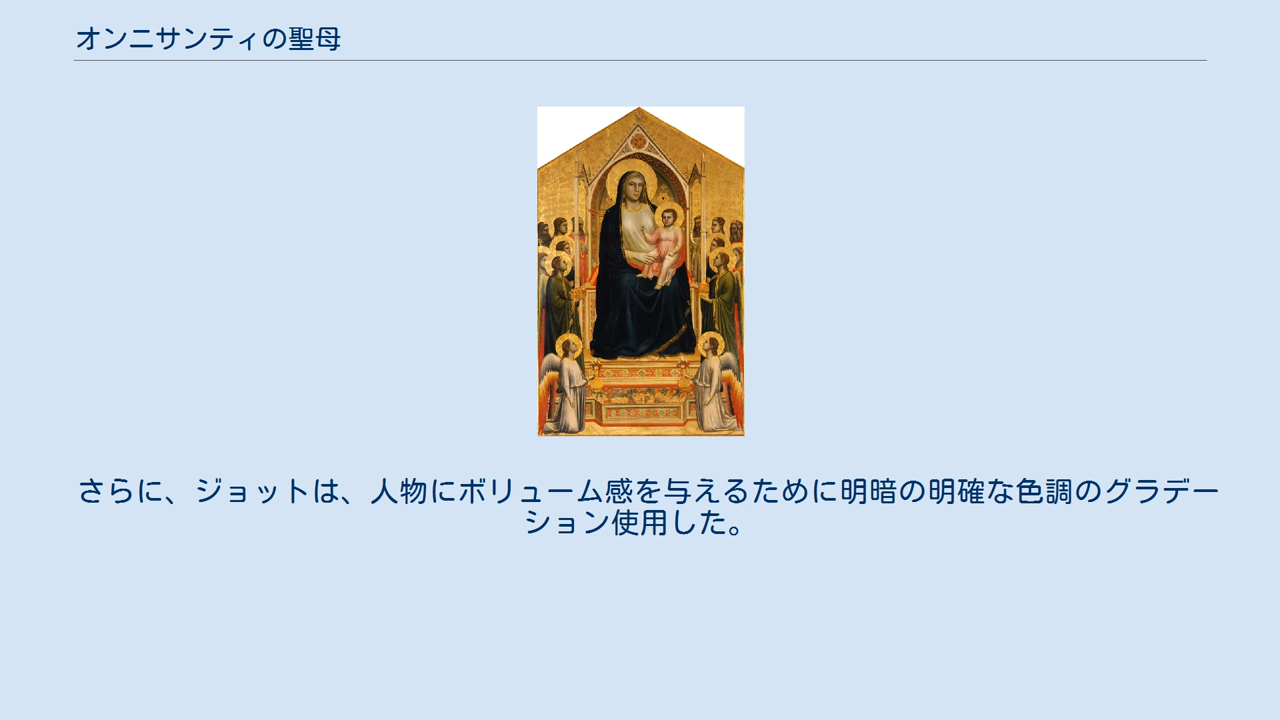 オンニサンティの聖母
さらに、ジョットは、人物にボリューム感を与えるために明暗の明確な色調のグラデー
ション使用した。